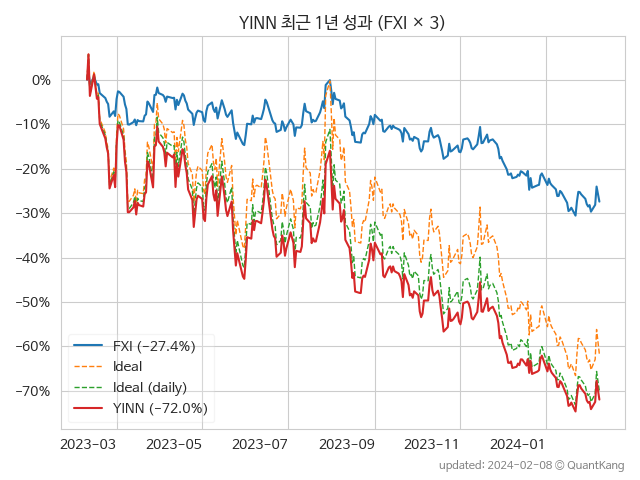 YINN 최근 1년 성과 (FXI × 3)
0%
−10%
−20%
−30%
−40%
−50%
−60%
−70%
FXI (−27.4%)
Ideal
Ideal (daily)
YINN (−72.0%)
2023−03 2023−05 2023−07 2023−09 2023−11 2024−01
updated: 2024−02−08 © QuantKang